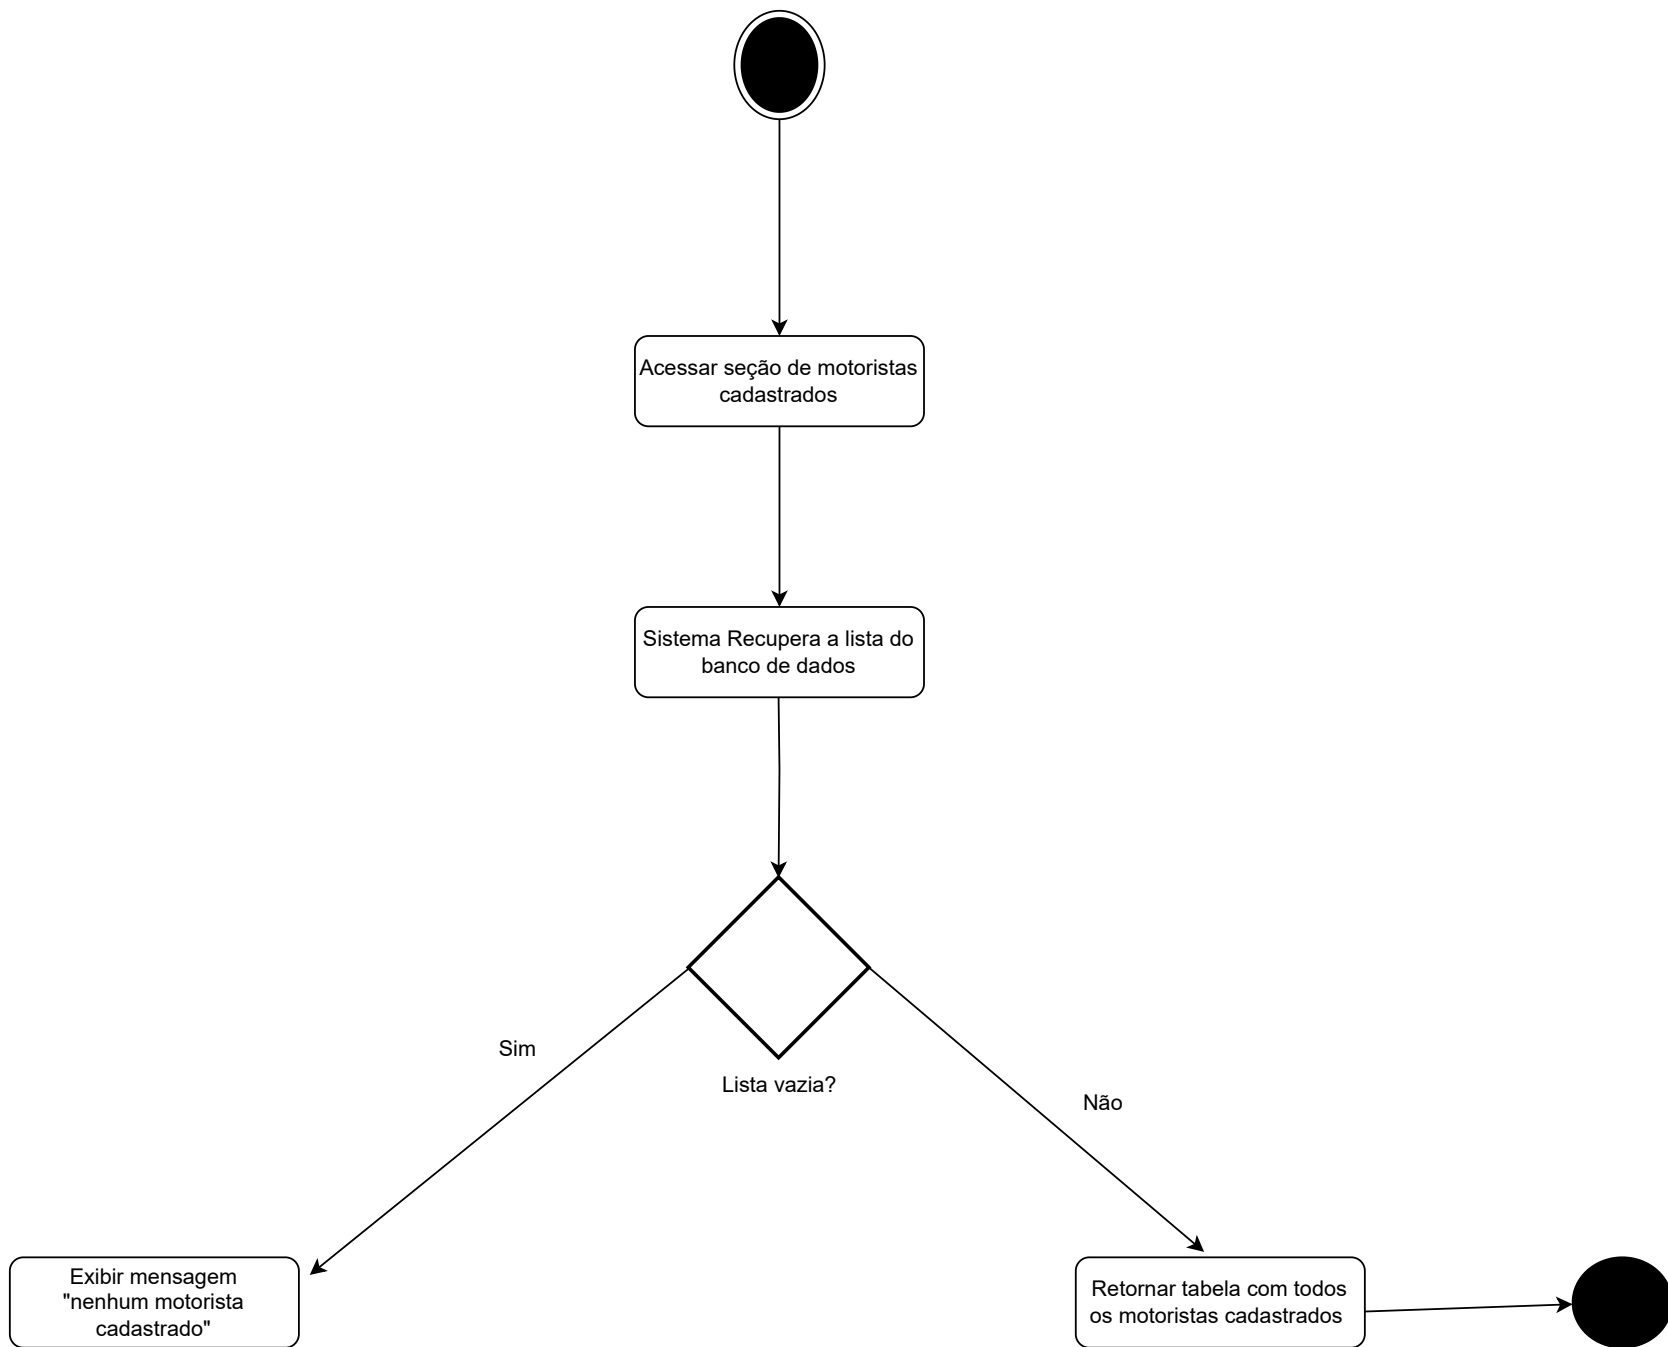 Acessar seção de motoristas
cadastrados
Sistema Recupera a lista do
banco de dados
Sim
Lista vazia?
Não
Exibir mensagem
"nenhum motorista
cadastrado"
Retornar tabela com todos
os motoristas cadastrados